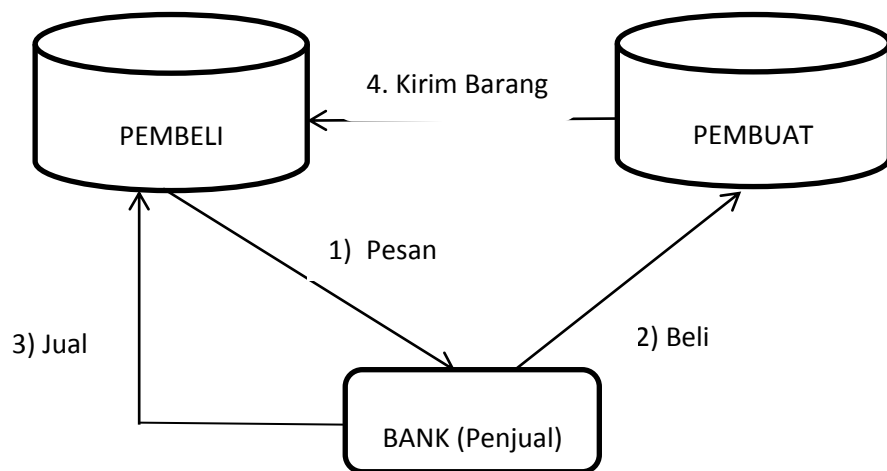 4. Kirim Barang
PEMBELI
PEMBUAT
1) Pesan
3) Jual
2) Beli
BANK (Penjual)